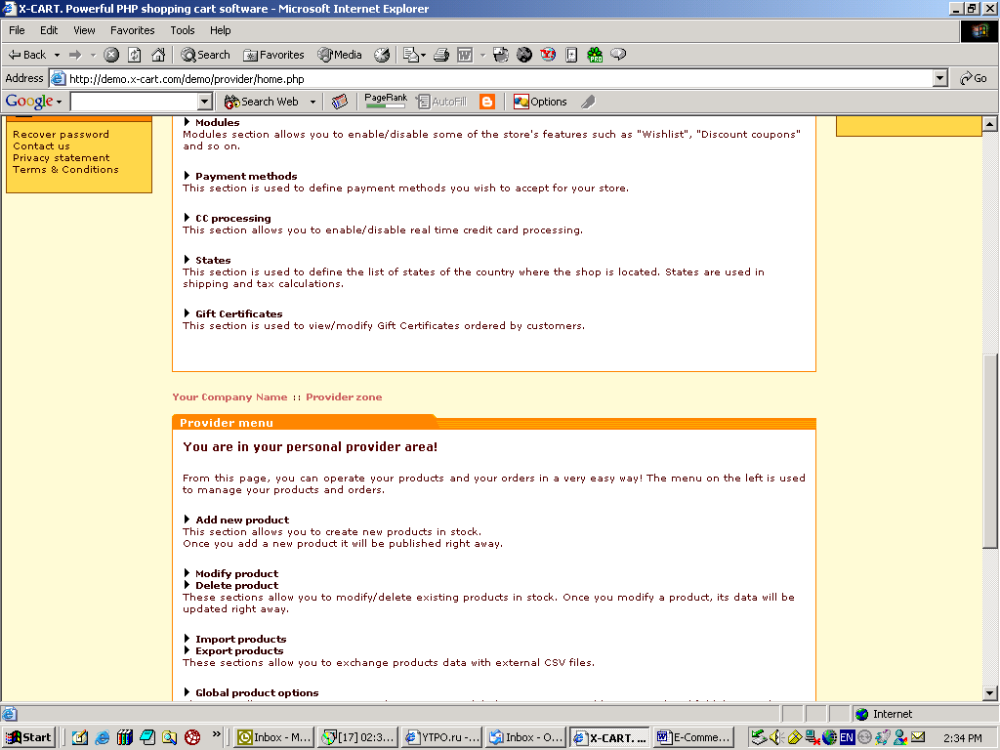 X-CART. Powerful PHP shopping cart software - Microsoft Internet Explorer
File Edit View Favorites Tools Help
Back Search Favorites Media
Address http://demo.x-cart.com/demo/provider/home.php Go
Google Search Web PageRank AutoFill Options
Recover password
Contact us
Privacy statement
Terms & Conditions
Modules
Modules section allows you to enable/disable some of the store's features such as "Wishlist", "Discount coupons"
and so on.
Payment methods
This section is used to define payment methods you wish to accept for your store.
CC processing
This section allows you to enable/disable real time credit card processing.
States
This section is used to define the list of states of the country where the shop is located. States are used in
shipping and tax calculations.
Gift Certificates
This section is used to view/modify Gift Certificates ordered by customers.
Your Company Name :: Provider zone
Provider menu
You are in your personal provider area!
From this page, you can operate your products and your orders in a very easy way! The menu on the left is used
to manage your products and orders.
Add new product
This section allows you to create new products in stock.
Once you add a new product it will be published right away.
Modify product
Delete product
These sections allow you to modify/delete existing products in stock. Once you modify a product, its data will be
updated right away.
Import products
Export products
These sections allow you to exchange products data with external CSV files.
Global product options
Internet
Start » Inbox - M... [17] 02:3... YTPO.ru -... Inbox - O... X-CART. ... E-Comme... EN 2:34 PM